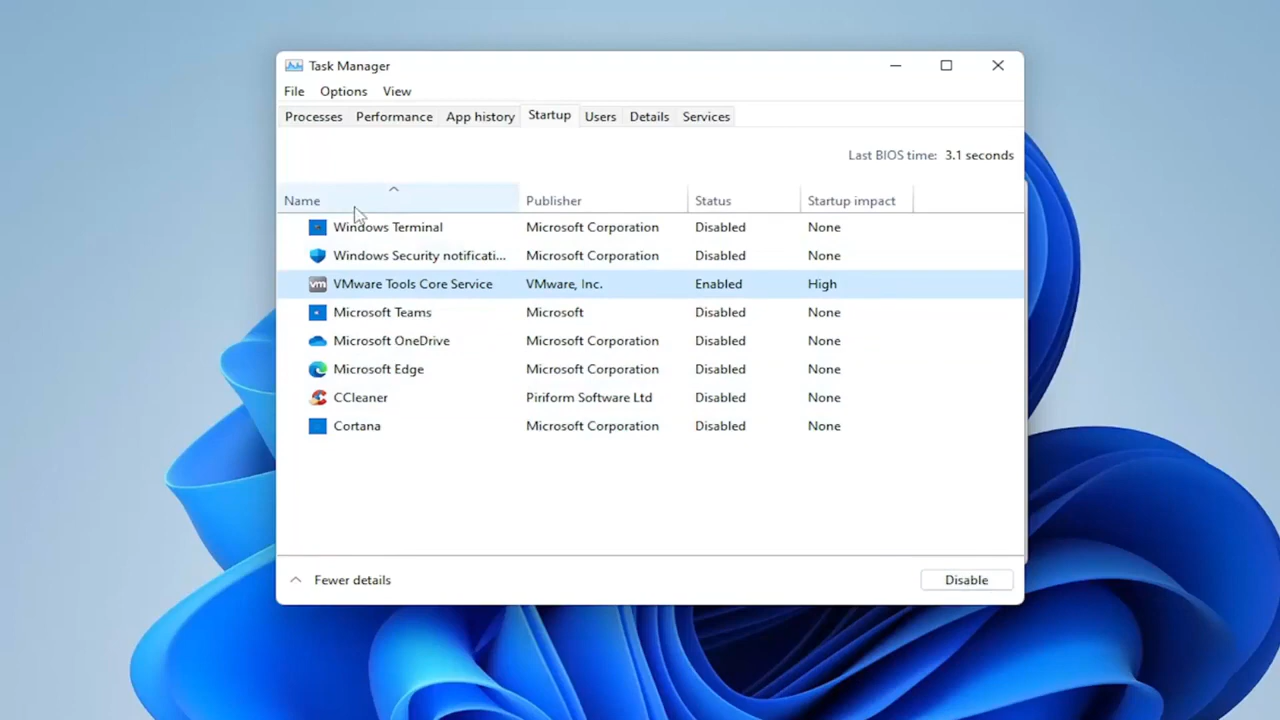 Task Manager
File Options View
Processes Performance App history Startup Users Details Services
Last BIOS time: 3.1 seconds
Name Publisher Status Startup impact
Windows Terminal Microsoft Corporation Disabled None
Windows Security notificati... Microsoft Corporation Disabled None
vm VMware Tools Core Service VMware, Inc. Enabled High
Microsoft Teams Microsoft Disabled None
Microsoft OneDrive Microsoft Corporation Disabled None
Microsoft Edge Microsoft Corporation Disabled None
CCleaner Piriform Software Ltd Disabled None
Cortana Microsoft Corporation Disabled None
Fewer details Disable